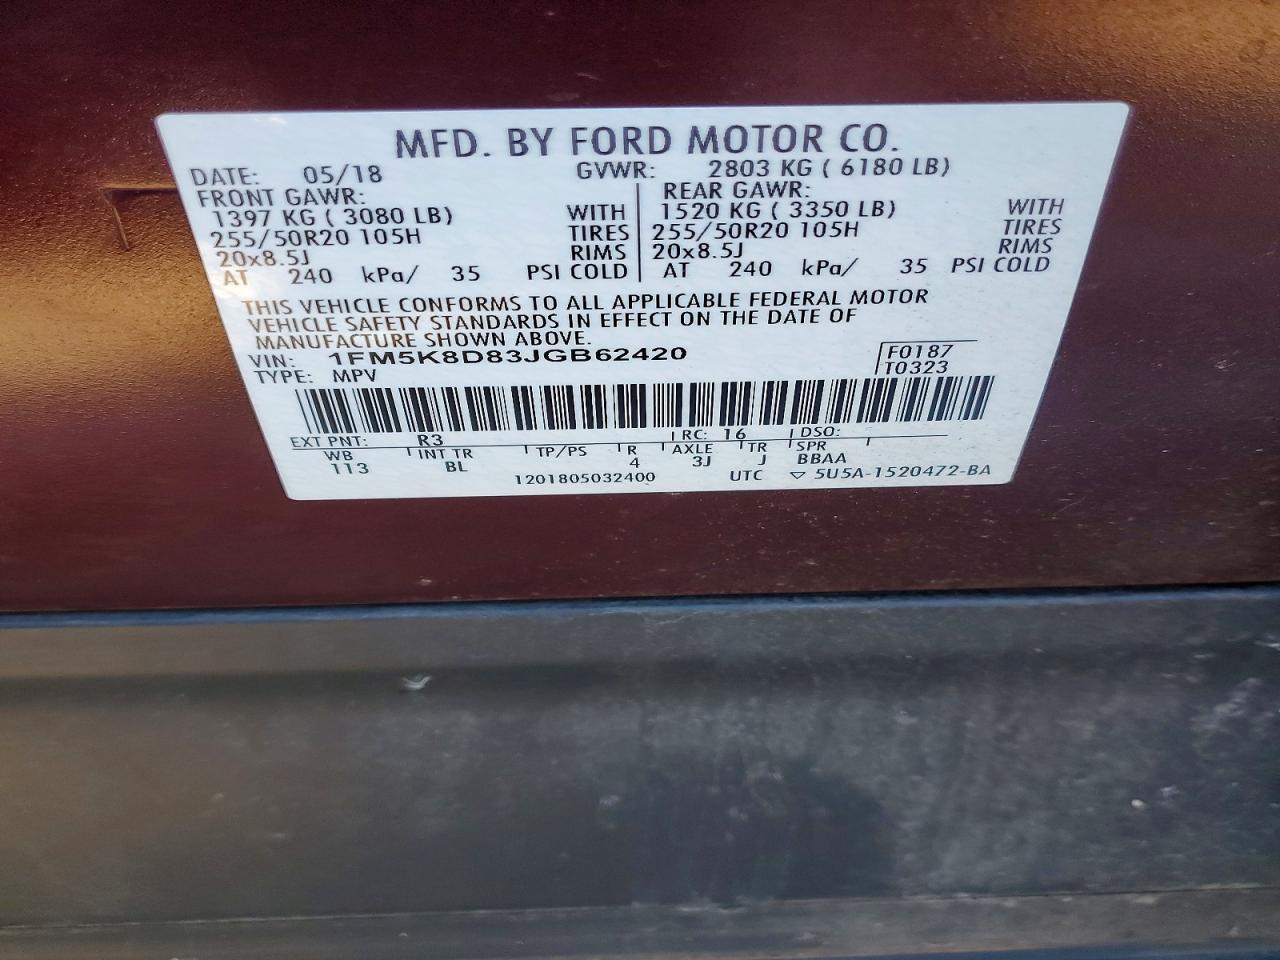 MFD. BY FORD MOTOR CO.
DATE: 05/18 GVWR: 2803 KG ( 6180 LB)
FRONT GAWR: REAR GAWR:
1397 KG ( 3080 LB) WITH 1520 KG ( 3350 LB) WITH
255/50R20 105H TIRES 255/50R20 105H TIRES
20x8.5J RIMS 20x8.5J RIMS
AT 240 kPa/ 35 PSI COLD AT 240 kPa/ 35 PSI COLD
THIS VEHICLE CONFORMS TO ALL APPLICABLE FEDERAL MOTOR
VEHICLE SAFETY STANDARDS IN EFFECT ON THE DATE OF
MANUFACTURE SHOWN ABOVE.
VIN: 1FM5K8D83JGB62420 F0187
TYPE: MPV T0323
EXT PNT: R3 RC: 16 DSO:
WB INT TR TP/PS R AXLE TR SPR
113 BL 4 3J J BBAA
1201805032400 UTC ▽ 5U5A-1520472-BA